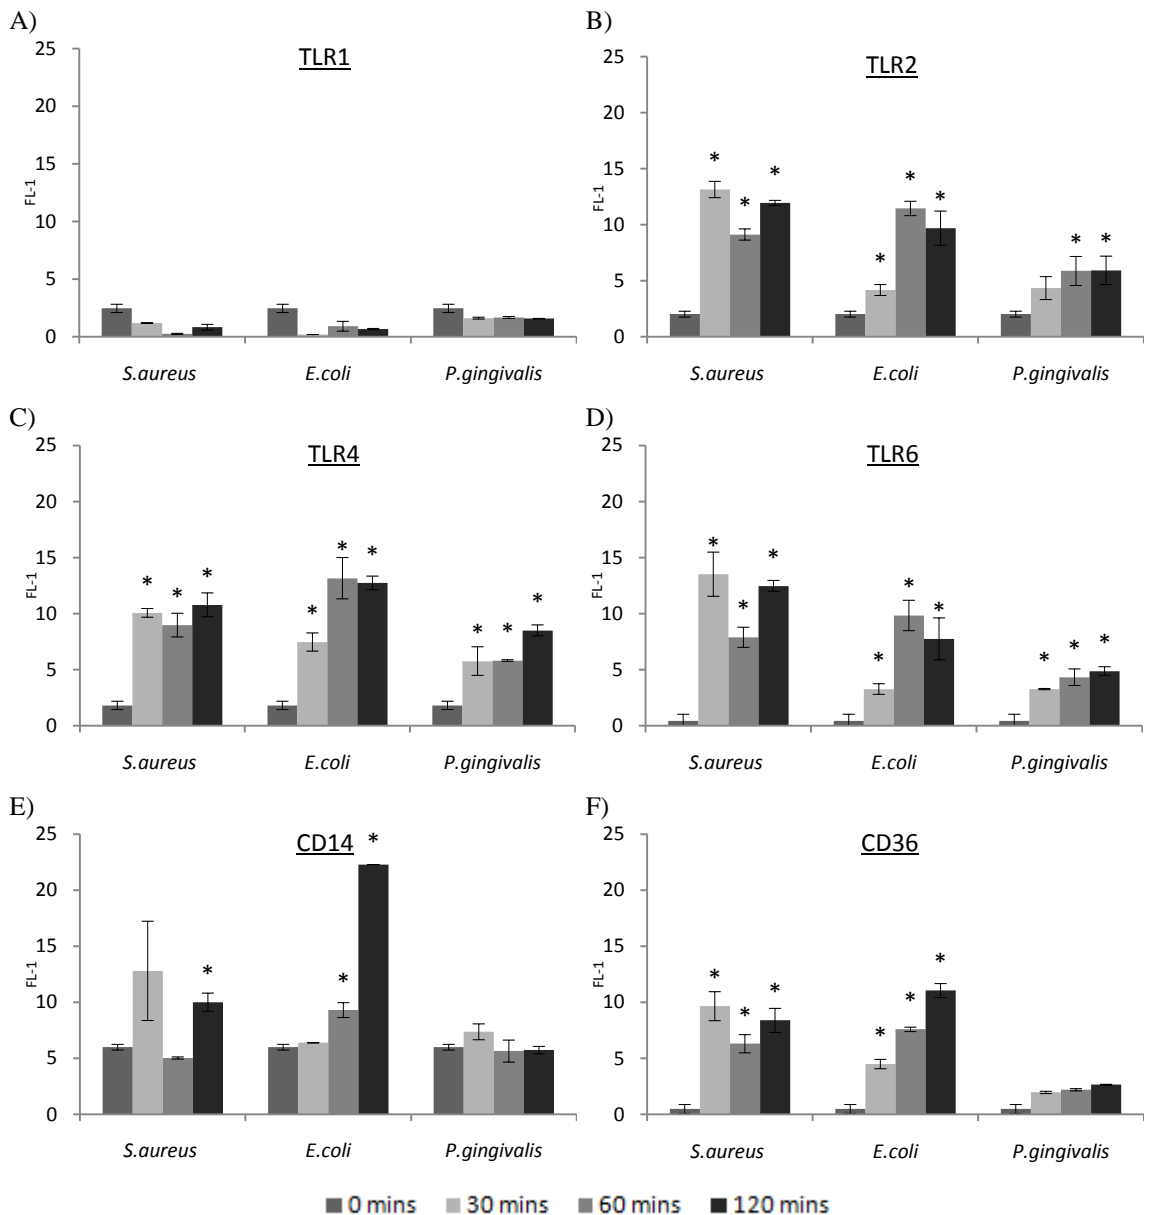 A)
TLR1
25
20
15
10
5
0
FL-1
S.aureus E.coli P.gingivalis
B)
TLR2
25
20
15
10
5
0
FL-1
* * * * * * * *
S.aureus E.coli P.gingivalis
C)
TLR4
25
20
15
10
5
0
FL-1
* * * * * * * * *
S.aureus E.coli P.gingivalis
D)
TLR6
25
20
15
10
5
0
FL-1
* * * * * * * * *
S.aureus E.coli P.gingivalis
E)
CD14
25
20
15
10
5
0
FL-1
* * *
S.aureus E.coli P.gingivalis
F)
CD36
25
20
15
10
5
0
FL-1
* * * * * *
S.aureus E.coli P.gingivalis
0 mins 30 mins 60 mins 120 mins